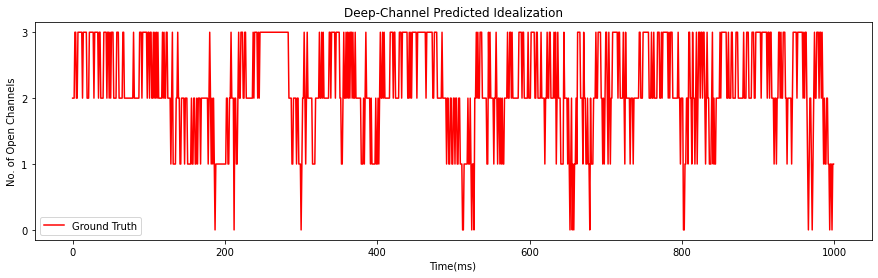 Deep-Channel Predicted Idealization
No. of Open Channels
3
2
1
0
Ground Truth
0
200
400
600
800
1000
Time(ms)